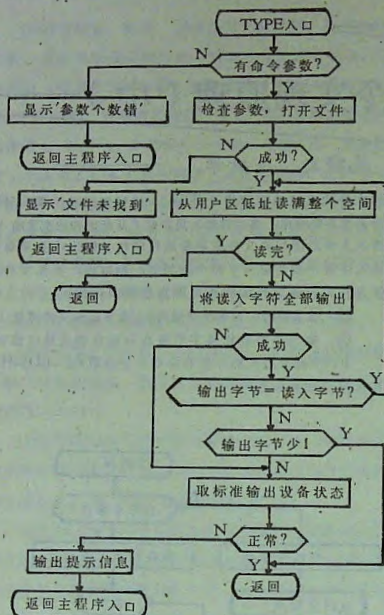 TYPE入口
N
有命令参数?
Y
显示'参数个数错'
检查参数，打开文件
返回主程序入口
N
成功?
Y
显示'文件未找到'
从用户区低址读满整个空间
返回主程序入口
Y
读完?
N
返回
将读入字符全部输出
N
成功
Y
输出字节=读入字节?
Y
N
输出字节少1
Y
N
取标准输出设备状态
N
正常?
Y
输出提示信息
返回
返回主程序入口